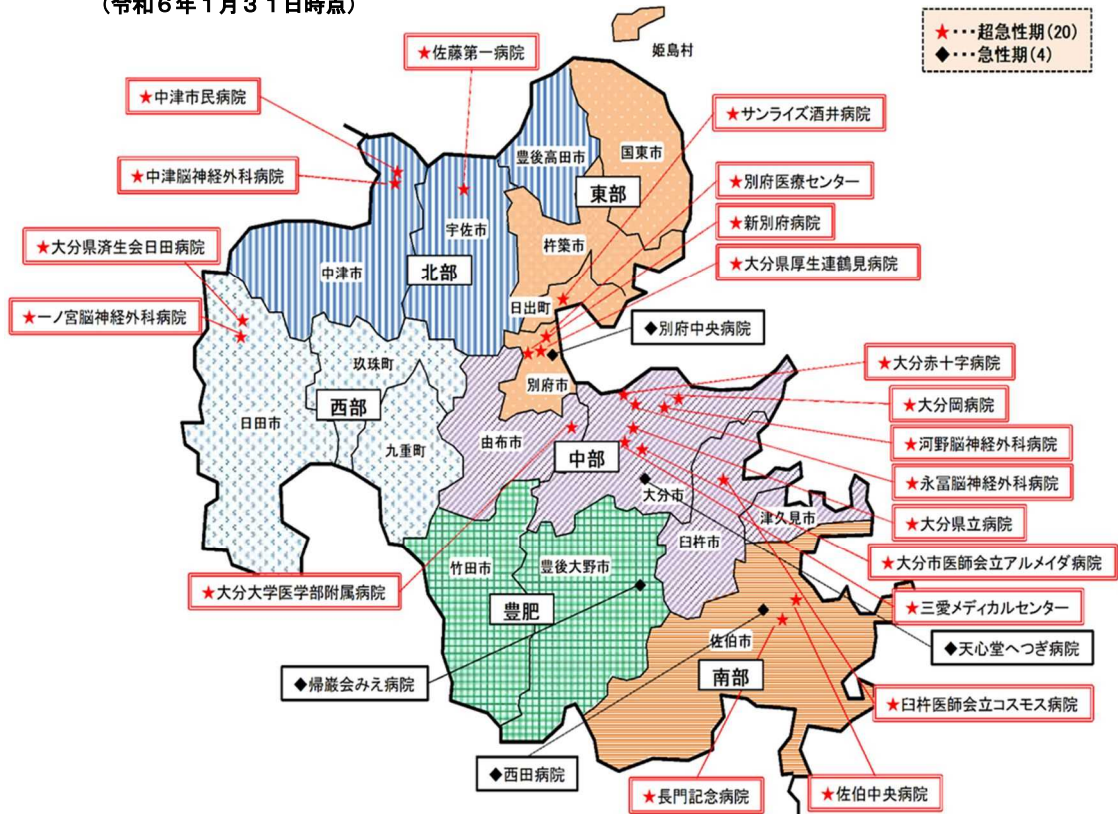 (令和6年1月31日時点)
★･･･超急性期(20)
◆･･･急性期(4)
姫島村
★佐藤第一病院
★中津市民病院
★サンライズ酒井病院
豊後高田市
国東市
★中津脳神経外科病院
★別府医療センター
東部
★新別府病院
宇佐市
杵築市
★大分県済生会日田病院
★大分県厚生連鶴見病院
中津市
北部
日出町
★一ノ宮脳神経外科病院
◆別府中央病院
玖珠町
★大分赤十字病院
別府市
西部
★大分岡病院
日田市
★河野脳神経外科病院
由布市
九重町
中部
★永冨脳神経外科病院
大分市
津久見市
★大分県立病院
臼杵市
★大分市医師会立アルメイダ病院
竹田市
豊後大野市
★大分大学医学部附属病院
★三愛メディカルセンター
豊肥
佐伯市
◆天心堂へつぎ病院
南部
◆帰巌会みえ病院
★臼杵医師会立コスモス病院
◆西田病院
★長門記念病院
★佐伯中央病院